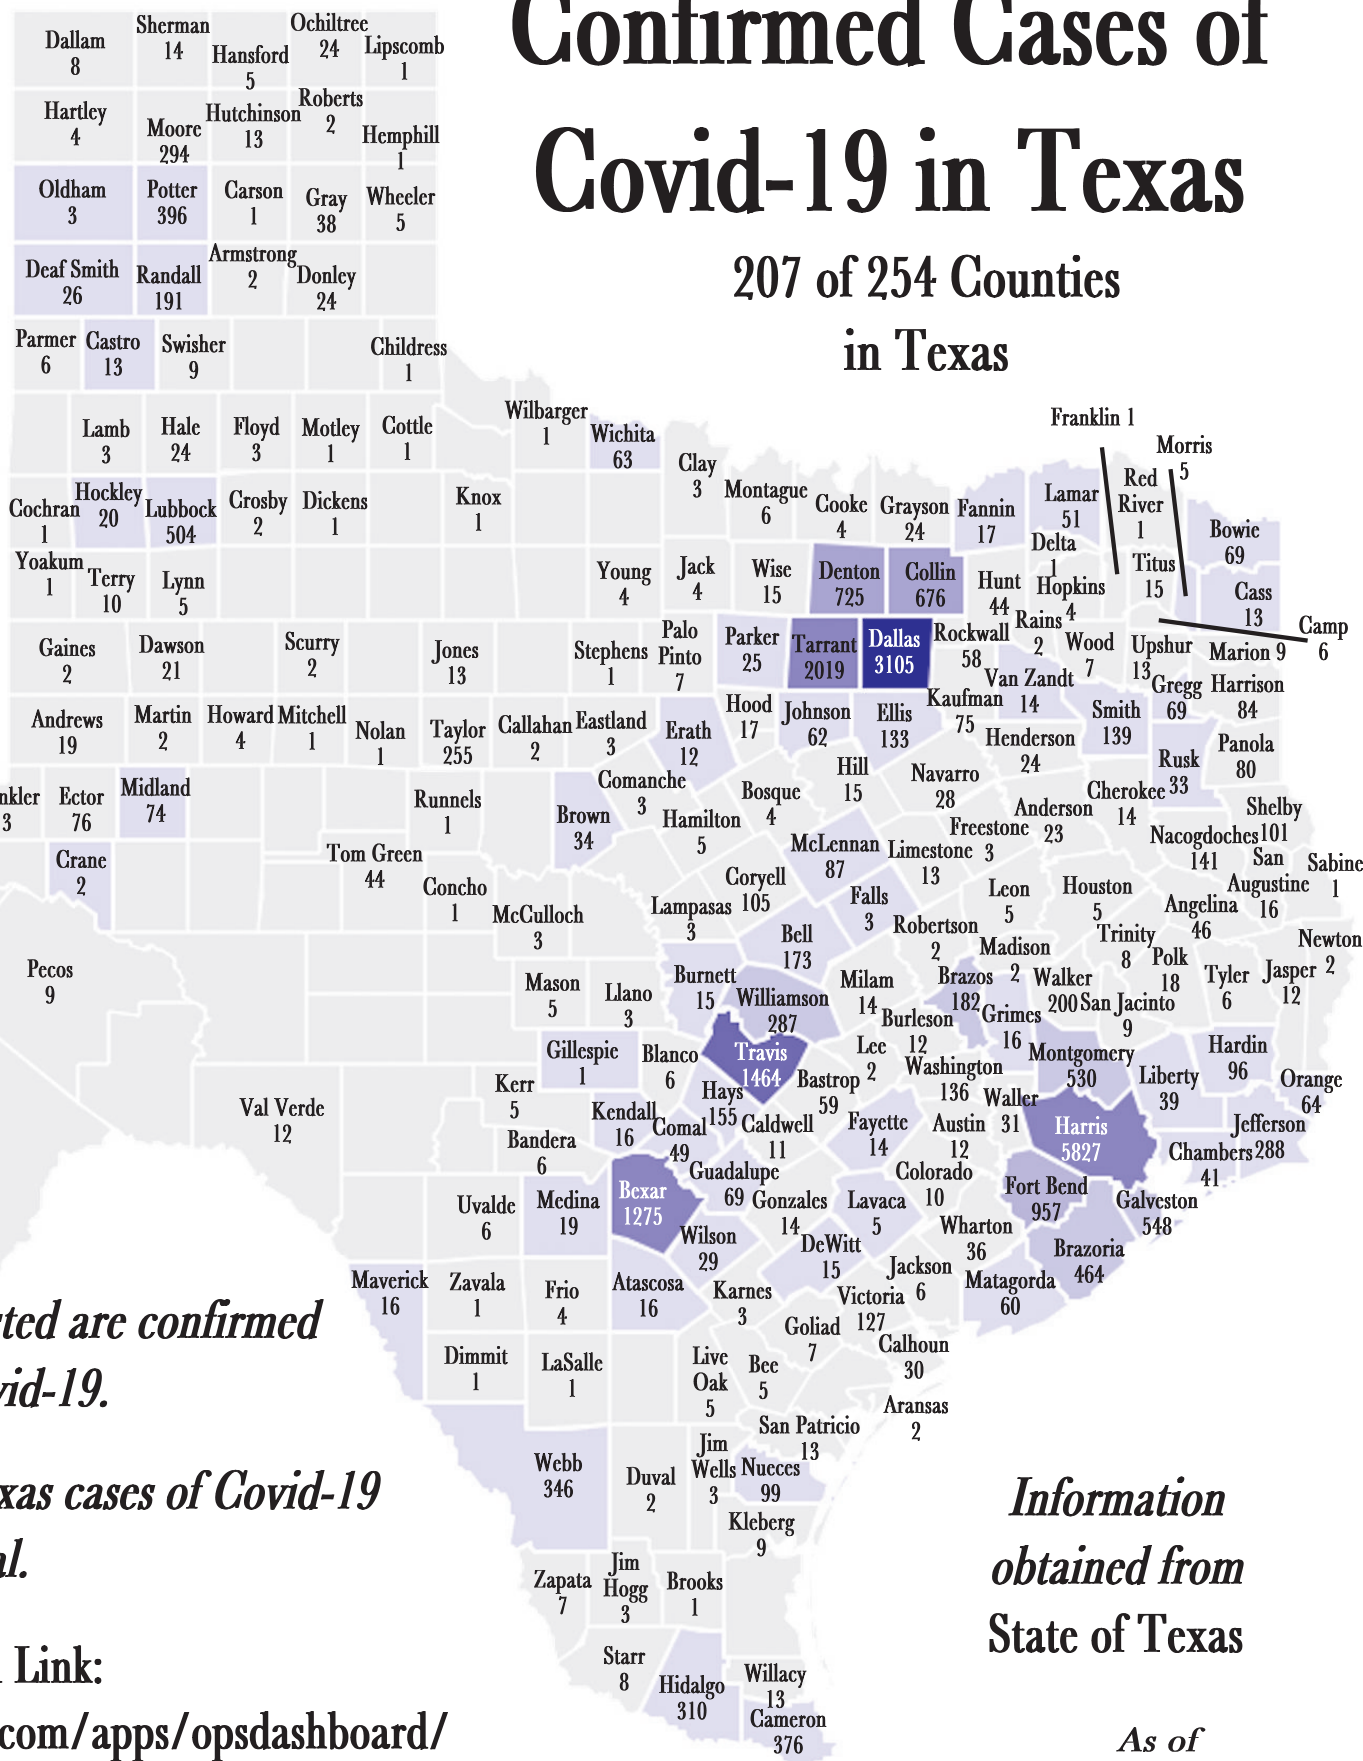 Confirmed Cases of
Covid-19 in Texas
207 of 254 Counties
in Texas
Dallam
8
Sherman
14
Hansford
5
Ochiltree
24
Lipscomb
1
Hartley
4
Moore
294
Hutchinson
13
Roberts
2
Hemphill
1
Oldham
3
Potter
396
Carson
1
Gray
38
Wheeler
5
Deaf Smith
26
Randall
191
Armstrong
2
Donley
24
Parmer
6
Castro
13
Swisher
9
Childress
1
Lamb
3
Hale
24
Floyd
3
Motley
1
Cottle
1
Wilbarger
1
Wichita
63
Clay
3
Montague
6
Cooke
4
Grayson
24
Fannin
17
Lamar
51
Franklin 1
Red
River
1
Morris
5
Bowie
69
Cochran
1
Hockley
20
Lubbock
504
Crosby
2
Dickens
1
Knox
1
Delta
1
Titus
15
Cass
13
Yoakum
1
Terry
10
Lynn
5
Young
4
Jack
4
Wise
15
Denton
725
Collin
676
Hunt
44
Hopkins
4
Camp
6
Gaines
2
Dawson
21
Scurry
2
Jones
13
Stephens
1
Palo
Pinto
7
Parker
25
Tarrant
2019
Dallas
3105
Rockwall
58
Rains
2
Wood
7
Upshur
13
Marion 9
Andrews
19
Martin
2
Howard
4
Mitchell
1
Nolan
1
Taylor
255
Callahan
2
Eastland
3
Erath
12
Hood
17
Johnson
62
Ellis
133
Kaufman
75
Van Zandt
14
Smith
139
Gregg
69
Harrison
84
Henderson
24
Rusk
33
Panola
80
nkler
3
Ector
76
Midland
74
Runnels
1
Brown
34
Comanche
3
Hamilton
5
Bosque
4
Hill
15
Navarro
28
Freestone
3
Anderson
23
Cherokee
14
Nacogdoches
141
Shelby
101
Crane
2
Tom Green
44
Concho
1
McCulloch
3
Lampasas
3
Coryell
105
McLennan
87
Limestone
13
Falls
3
Leon
5
Houston
5
Angelina
46
San
Augustine
16
Sabine
1
Pecos
9
Mason
5
Llano
3
Burnett
15
Bell
173
Williamson
287
Milam
14
Robertson
2
Brazos
182
Madison
2
Walker
200
Trinity
8
Polk
18
San Jacinto
9
Tyler
6
Jasper
12
Newton
2
Gillespie
1
Blanco
6
Travis
1464
Lee
2
Burleson
12
Grimes
16
Washington
136
Montgomery
530
Liberty
39
Hardin
96
Orange
64
Val Verde
12
Kerr
5
Bandera
6
Kendall
16
Hays
155
Comal
49
Caldwell
11
Bastrop
59
Fayette
14
Austin
12
Waller
31
Harris
5827
Chambers
41
Jefferson
288
Uvalde
6
Medina
19
Bexar
1275
Guadalupe
69
Gonzales
14
Lavaca
5
Colorado
10
Fort Bend
957
Galveston
548
Wilson
29
DeWitt
15
Wharton
36
Brazoria
464
Maverick
16
Zavala
1
Frio
4
Atascosa
16
Karnes
3
Victoria
127
Jackson
6
Matagorda
60
Goliad
7
Calhoun
30
Dimmit
1
LaSalle
1
Live
Oak
5
Bee
5
Aransas
2
San Patricio
13
Webb
346
Duval
2
Jim
Wells
3
Nueces
99
Kleberg
9
Zapata
7
Jim
Hogg
3
Brooks
1
Starr
8
Hidalgo
310
Willacy
13
Cameron
376
ted are confirmed
vid-19.
xas cases of Covid-19
al.
Link:
com/apps/opsdashboard/
Information
obtained from
State of Texas
As of